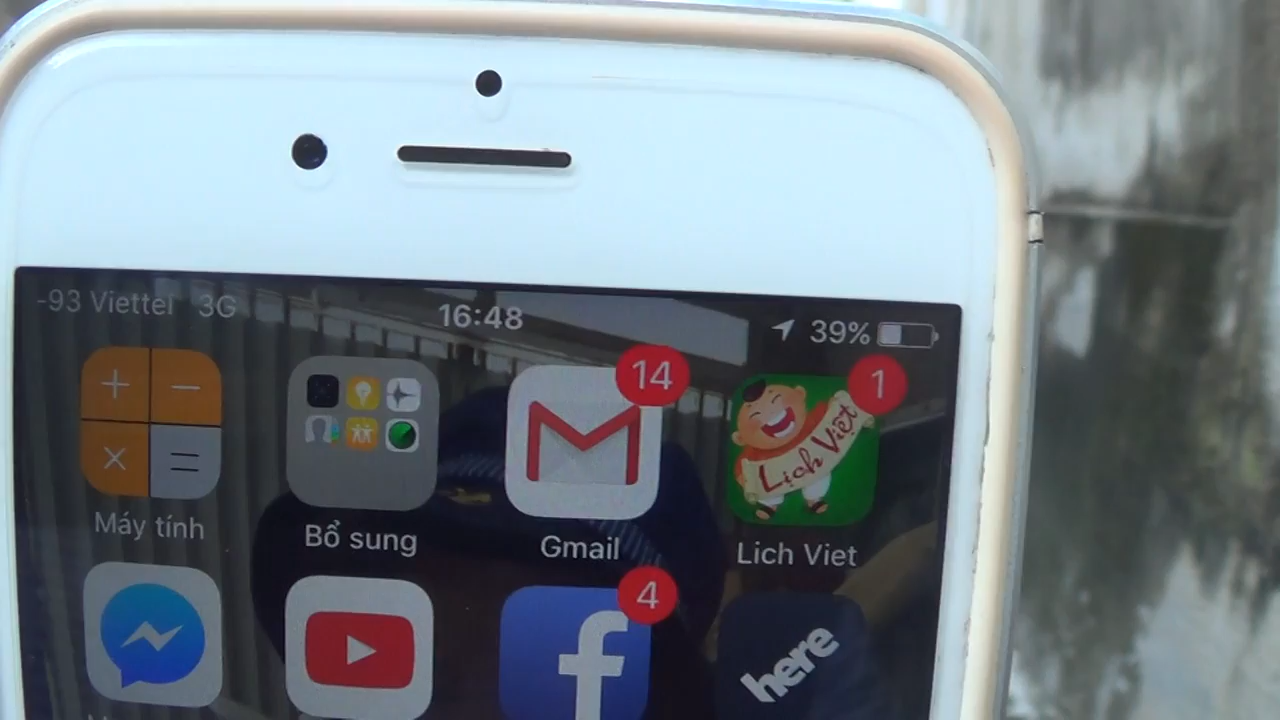 -93 Viettel 3G 16:48 39%
14
1
Lịch Việt
Máy tính
Bổ sung
Gmail
Lich Viet
4
here